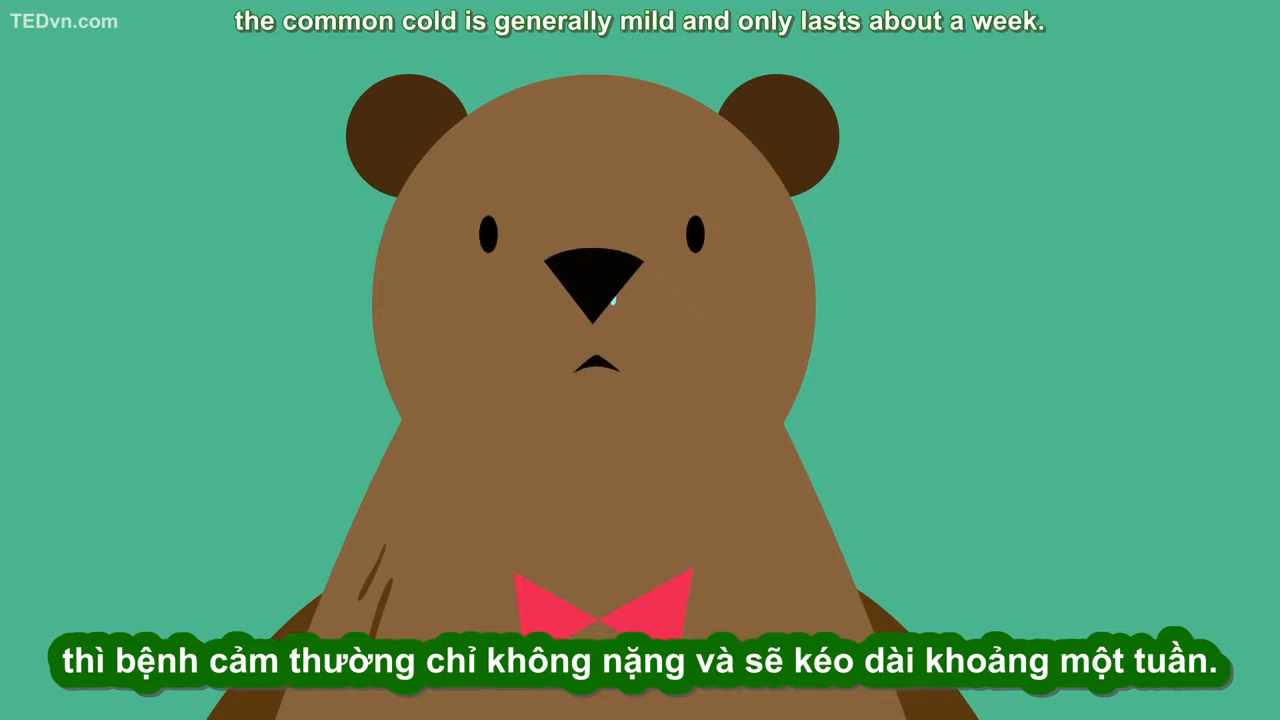 TEDvn.com
the common cold is generally mild and only lasts about a week.
thì bệnh cảm thường chỉ không nặng và sẽ kéo dài khoảng một tuần.